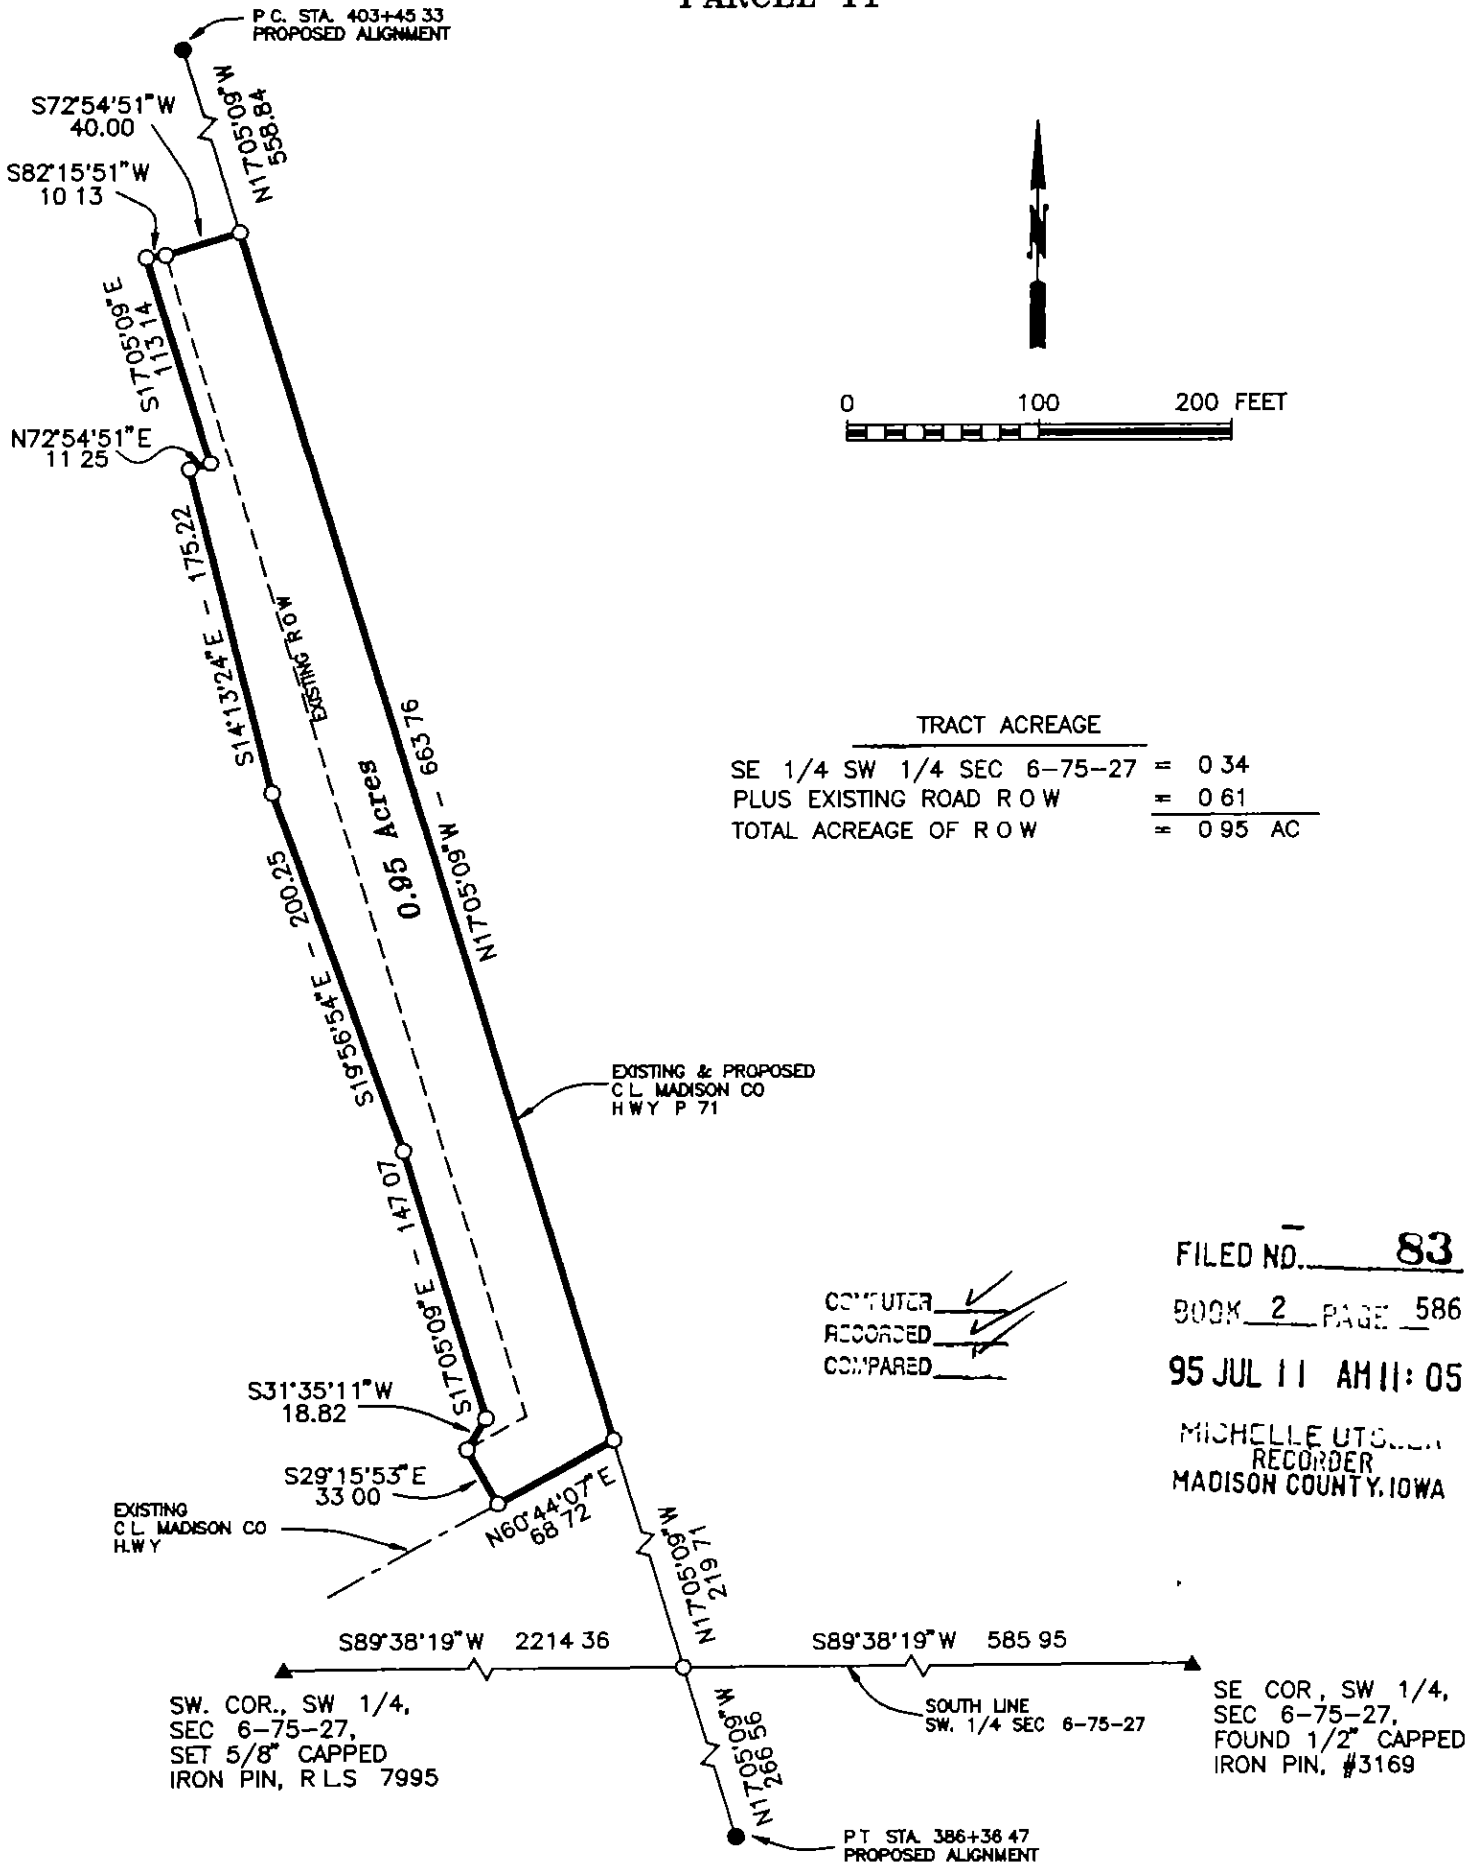 P C. STA. 403+45 33
PROPOSED ALIGNMENT
N17°05'09"W
558.84
S72°54'51"W
40.00
S82°15'51"W
10 13
S17°05'09"E
113 14
N72°54'51"E
11 25
0 100 200 FEET
S14°13'24"E - 175.22
EXISTING R O W
0.95 Acres
N17°05'09"W - 663 76
TRACT ACREAGE
SE 1/4 SW 1/4 SEC 6-75-27 = 0 34
PLUS EXISTING ROAD R O W = 0 61
TOTAL ACREAGE OF R O W = 0 95 AC
S19°56'54"E - 200.25
EXISTING & PROPOSED
C L MADISON CO
H W Y P 71
S17°05'09"E - 147 07
FILED NO. 83
BOOK 2 PAGE 586
95 JUL 11 AM 11: 05
MICHELLE
RECORDER
MADISON COUNTY, IOWA
COMPUTER
RECORDED
COMPARED
S31°35'11"W
18.82
S29°15'53"E
33 00
N60°44'07"E
68 72
EXISTING
C L MADISON CO
H.W Y
N17°05'09"W
219 71
S89°38'19"W 2214 36
S89°38'19"W 585 95
SW. COR., SW 1/4,
SEC 6-75-27,
SET 5/8" CAPPED
IRON PIN, R L S 7995
SOUTH LINE
SW. 1/4 SEC 6-75-27
SE COR, SW 1/4,
SEC 6-75-27,
FOUND 1/2" CAPPED
IRON PIN, #3169
N17°05'09"W
266 56
P T STA. 386+36 47
PROPOSED ALIGNMENT